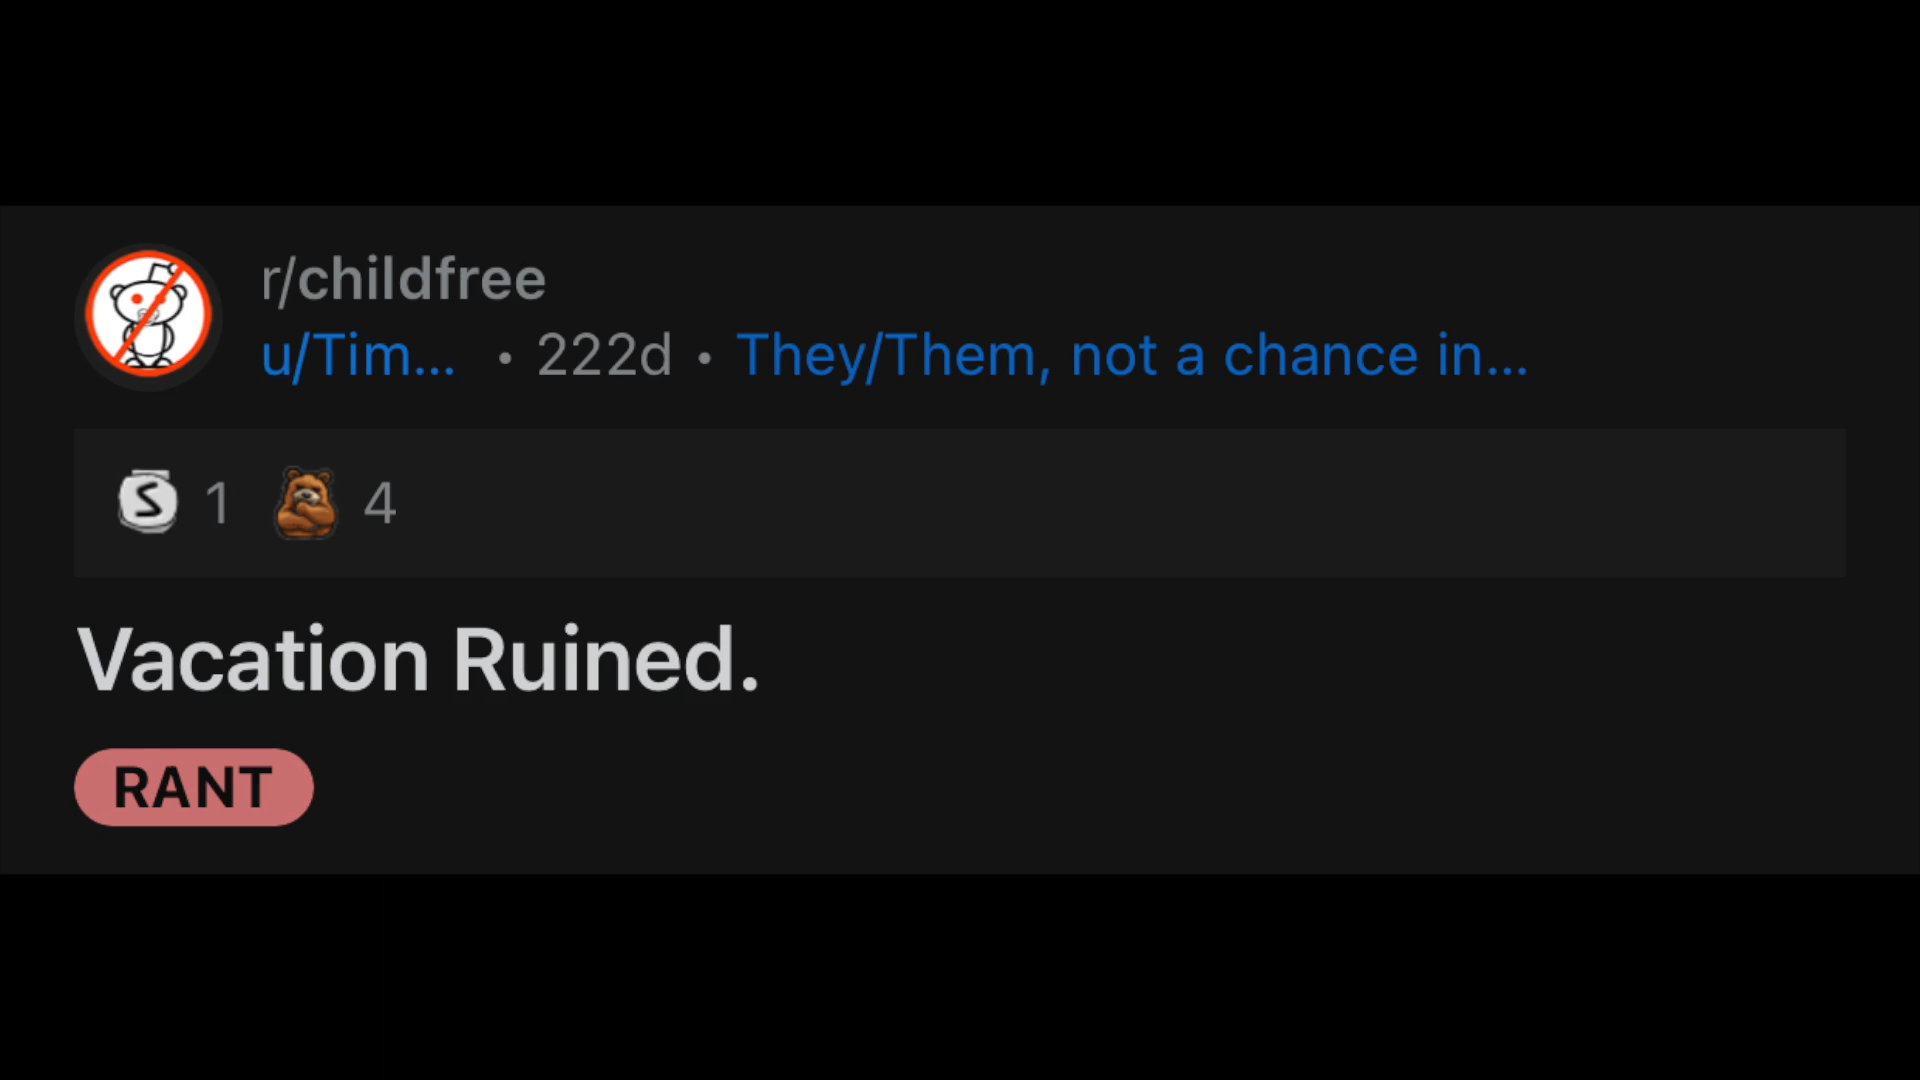 r/childfree
u/Tim... • 222d • They/Them, not a chance in...
S 1 4
Vacation Ruined.
RANT